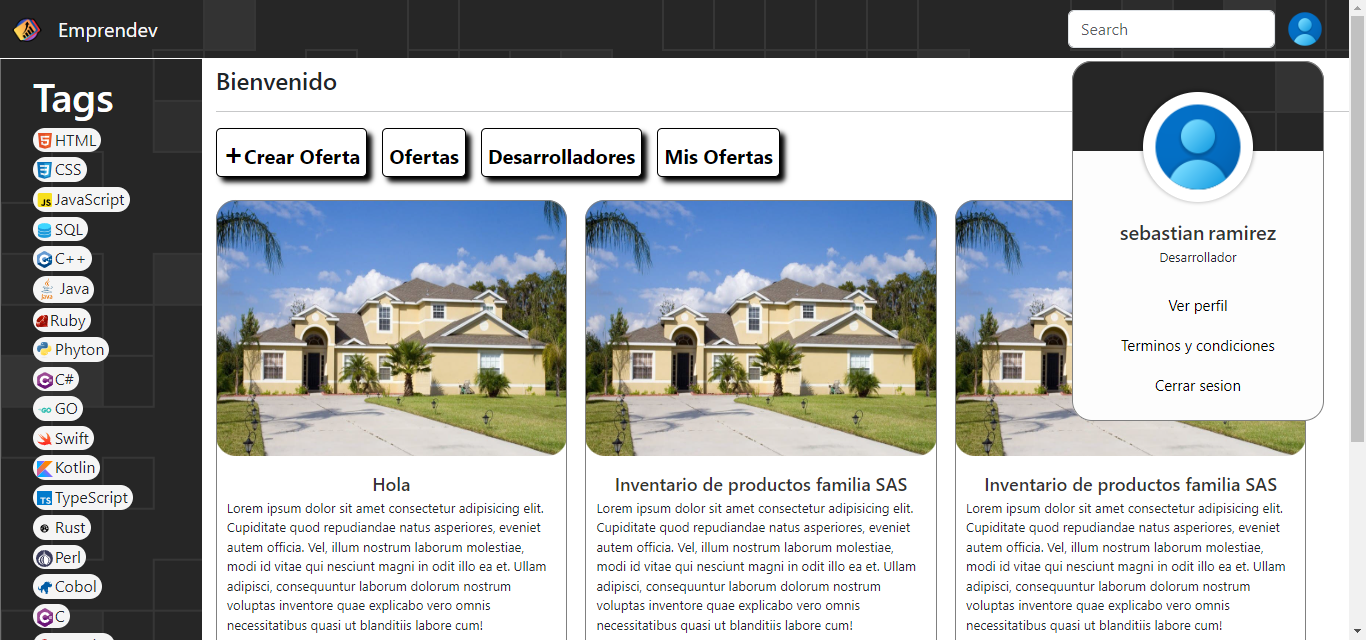 Emprendev
Search
Tags
HTML
CSS
JS JavaScript
SQL
C++
Java
Ruby
Phyton
C#
GO
Swift
Kotlin
TS TypeScript
Rust
Perl
Cobol
C
Bienvenido
+Crear Oferta
Ofertas
Desarrolladores
Mis Ofertas
Hola
Lorem ipsum dolor sit amet consectetur adipisicing elit.
Cupiditate quod repudiandae natus asperiores, eveniet
autem officia. Vel, illum nostrum laborum molestiae,
modi id vitae qui nesciunt magni in odit illo ea et. Ullam
adipisci, consequuntur laborum dolorum nostrum
voluptas inventore quae explicabo vero omnis
necessitatibus quasi ut blanditiis labore cum!
Inventario de productos familia SAS
Lorem ipsum dolor sit amet consectetur adipisicing elit.
Cupiditate quod repudiandae natus asperiores, eveniet
autem officia. Vel, illum nostrum laborum molestiae,
modi id vitae qui nesciunt magni in odit illo ea et. Ullam
adipisci, consequuntur laborum dolorum nostrum
voluptas inventore quae explicabo vero omnis
necessitatibus quasi ut blanditiis labore cum!
Inventario de productos familia SAS
Lorem ipsum dolor sit amet consectetur adipisicing elit.
Cupiditate quod repudiandae natus asperiores, eveniet
autem officia. Vel, illum nostrum laborum molestiae,
modi id vitae qui nesciunt magni in odit illo ea et. Ullam
adipisci, consequuntur laborum dolorum nostrum
voluptas inventore quae explicabo vero omnis
necessitatibus quasi ut blanditiis labore cum!
sebastian ramirez
Desarrollador
Ver perfil
Terminos y condiciones
Cerrar sesion